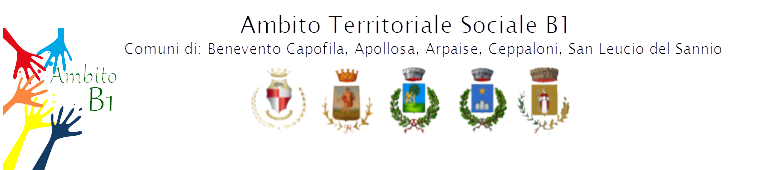 Ambito Territoriale Sociale B1
Comuni di: Benevento Capofila, Apollosa, Arpaise, Ceppaloni, San Leucio del Sannio
Ambito
B1